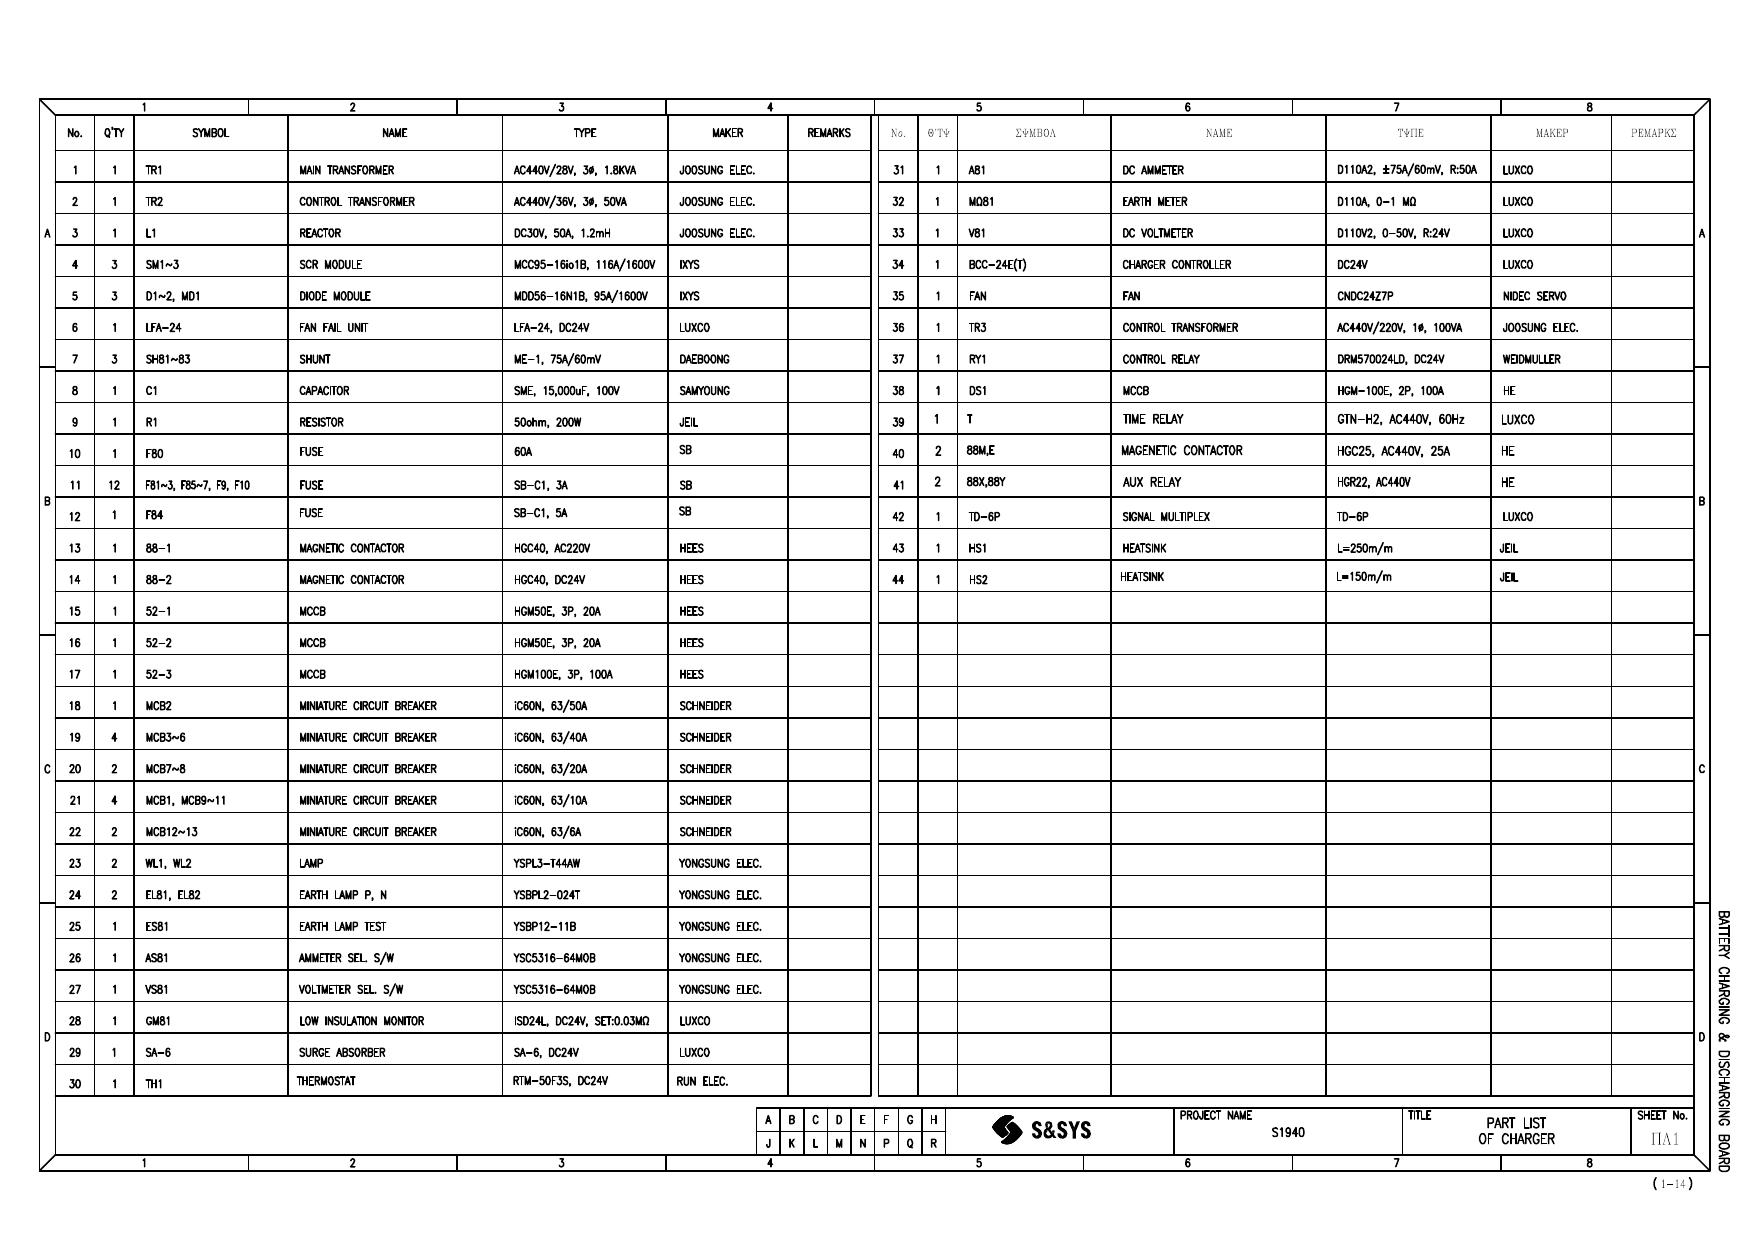 1 2 3 4 5 6 7 8
No. Q'TY SYMBOL NAME TYPE MAKER REMARKS
1 1 TR1 MAIN TRANSFORMER AC440V/28V, 3ø, 1.8KVA JOOSUNG ELEC.
2 1 TR2 CONTROL TRANSFORMER AC440V/36V, 3ø, 50VA JOOSUNG ELEC.
A 3 1 L1 REACTOR DC30V, 50A, 1.2mH JOOSUNG ELEC.
4 3 SM1~3 SCR MODULE MCC95-16io1B, 116A/1600V IXYS
5 3 D1~2, MD1 DIODE MODULE MDD56-16N1B, 95A/1600V IXYS
6 1 LFA-24 FAN FAIL UNIT LFA-24, DC24V LUXCO
7 3 SH81~83 SHUNT ME-1, 75A/60mV DAEBOONG
8 1 C1 CAPACITOR SME, 15,000uF, 100V SAMYOUNG
9 1 R1 RESISTOR 50ohm, 200W JEIL
10 1 F80 FUSE 60A SB
11 12 F81~3, F85~7, F9, F10 FUSE SB-C1, 3A SB
B
12 1 F84 FUSE SB-C1, 5A SB
13 1 88-1 MAGNETIC CONTACTOR HGC40, AC220V HEES
14 1 88-2 MAGNETIC CONTACTOR HGC40, DC24V HEES
15 1 52-1 MCCB HGM50E, 3P, 20A HEES
16 1 52-2 MCCB HGM50E, 3P, 20A HEES
17 1 52-3 MCCB HGM100E, 3P, 100A HEES
18 1 MCB2 MINIATURE CIRCUIT BREAKER iC60N, 63/50A SCHNEIDER
19 4 MCB3~6 MINIATURE CIRCUIT BREAKER iC60N, 63/40A SCHNEIDER
C 20 2 MCB7~8 MINIATURE CIRCUIT BREAKER iC60N, 63/20A SCHNEIDER
21 4 MCB1, MCB9~11 MINIATURE CIRCUIT BREAKER iC60N, 63/10A SCHNEIDER
22 2 MCB12~13 MINIATURE CIRCUIT BREAKER iC60N, 63/6A SCHNEIDER
23 2 WL1, WL2 LAMP YSPL3-T44AW YONGSUNG ELEC.
24 2 EL81, EL82 EARTH LAMP P, N YSBPL2-024T YONGSUNG ELEC.
25 1 ES81 EARTH LAMP TEST YSBP12-11B YONGSUNG ELEC.
26 1 AS81 AMMETER SEL. S/W YSC5316-64MOB YONGSUNG ELEC.
27 1 VS81 VOLTMETER SEL. S/W YSC5316-64MOB YONGSUNG ELEC.
28 1 GM81 LOW INSULATION MONITOR ISD24L, DC24V, SET:0.03MΩ LUXCO
D
29 1 SA-6 SURGE ABSORBER SA-6, DC24V LUXCO
30 1 TH1 THERMOSTAT RTM-50F3S, DC24V RUN ELEC.
No. Θ'ΤΨ ΣΨΜΒΟΛ NAME ΤΨΠΕ ΜΑΚΕΡ ΡΕΜΑΡΚΣ
31 1 A81 DC AMMETER D110A2, ±75A/60mV, R:50A LUXCO
32 1 MΩ81 EARTH METER D110A, 0-1 MΩ LUXCO
33 1 V81 DC VOLTMETER D110V2, 0-50V, R:24V LUXCO A
34 1 BCC-24E(T) CHARGER CONTROLLER DC24V LUXCO
35 1 FAN FAN CNDC24Z7P NIDEC SERVO
36 1 TR3 CONTROL TRANSFORMER AC440V/220V, 1ø, 100VA JOOSUNG ELEC.
37 1 RY1 CONTROL RELAY DRM570024LD, DC24V WEIDMULLER
38 1 DS1 MCCB HGM-100E, 2P, 100A HE
39 1 T TIME RELAY GTN-H2, AC440V, 60Hz LUXCO
40 2 88M,E MAGENETIC CONTACTOR HGC25, AC440V, 25A HE
41 2 88X,88Y AUX RELAY HGR22, AC440V HE
B
42 1 TD-6P SIGNAL MULTIPLEX TD-6P LUXCO
43 1 HS1 HEATSINK L=250m/m JEIL
44 1 HS2 HEATSINK L=150m/m JEIL
C
D
BATTERY CHARGING & DISCHARGING BOARD
A B C D E F G H
J K L M N P Q R
S&SYS
PROJECT NAME
S1940
TITLE
PART LIST
OF CHARGER
SHEET No.
ΠΛ1
1 2 3 4 5 6 7 8
(1-14)